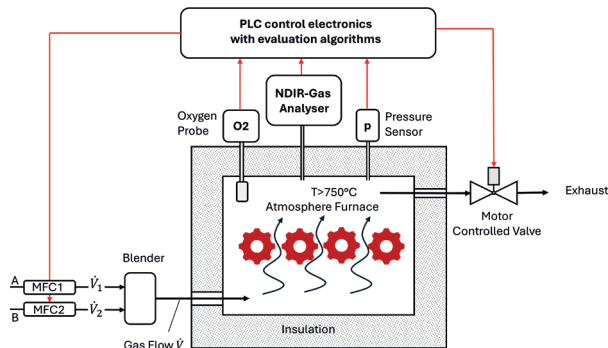 PLC control electronics
with evaluation algorithms
Oxygen
Probe
O2
NDIR-Gas
Analyser
p
Pressure
Sensor
T>750°C
Atmosphere Furnace
Exhaust
Motor
Controlled Valve
Blender
A
MFC1
V̇1
B
MFC2
V̇2
Gas Flow V̇
Insulation